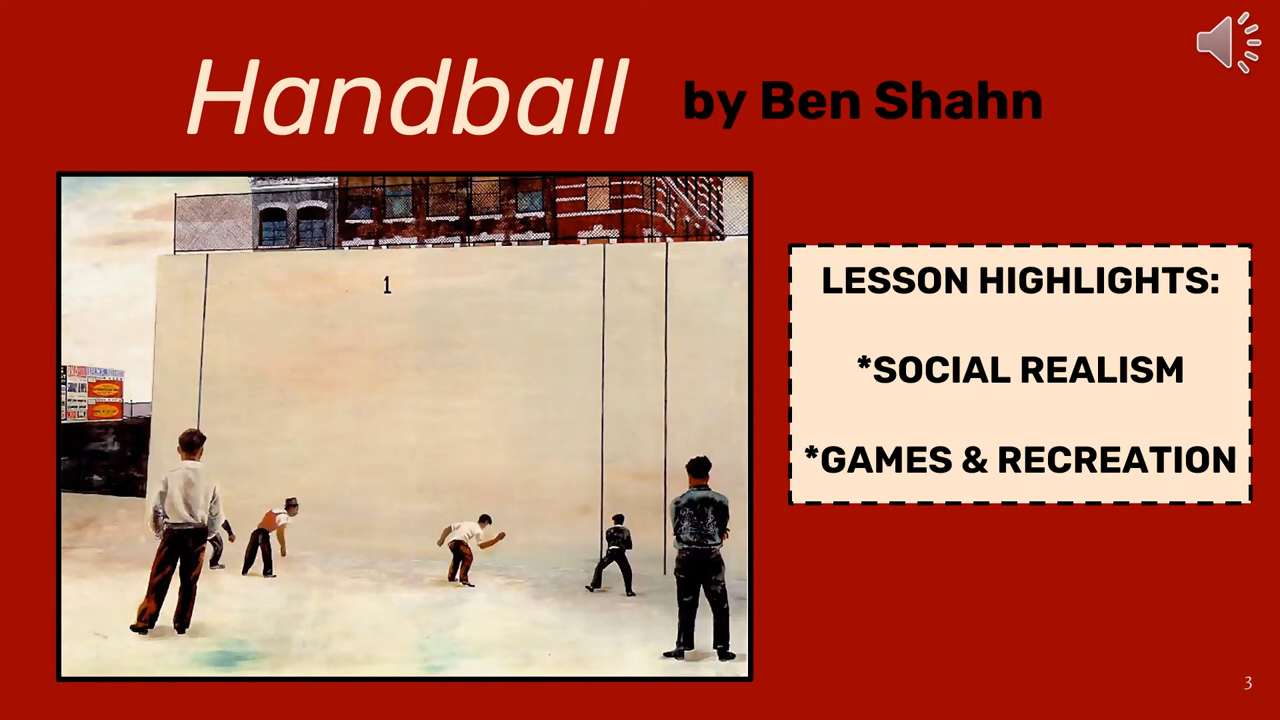 Handball by Ben Shahn
1
LESSON HIGHLIGHTS:
*SOCIAL REALISM
*GAMES & RECREATION
3